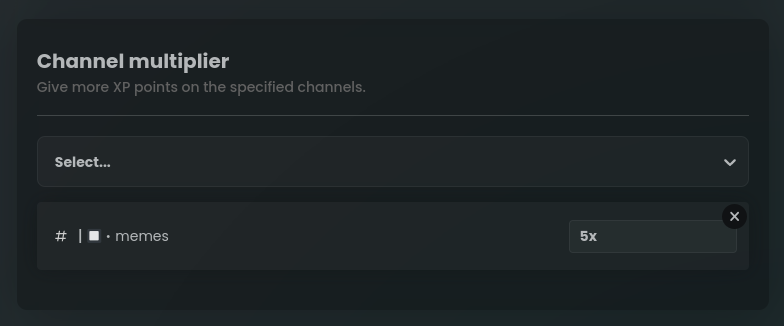 Channel multiplier
Give more XP points on the specified channels.
Select...
# | ◻ • memes
5x